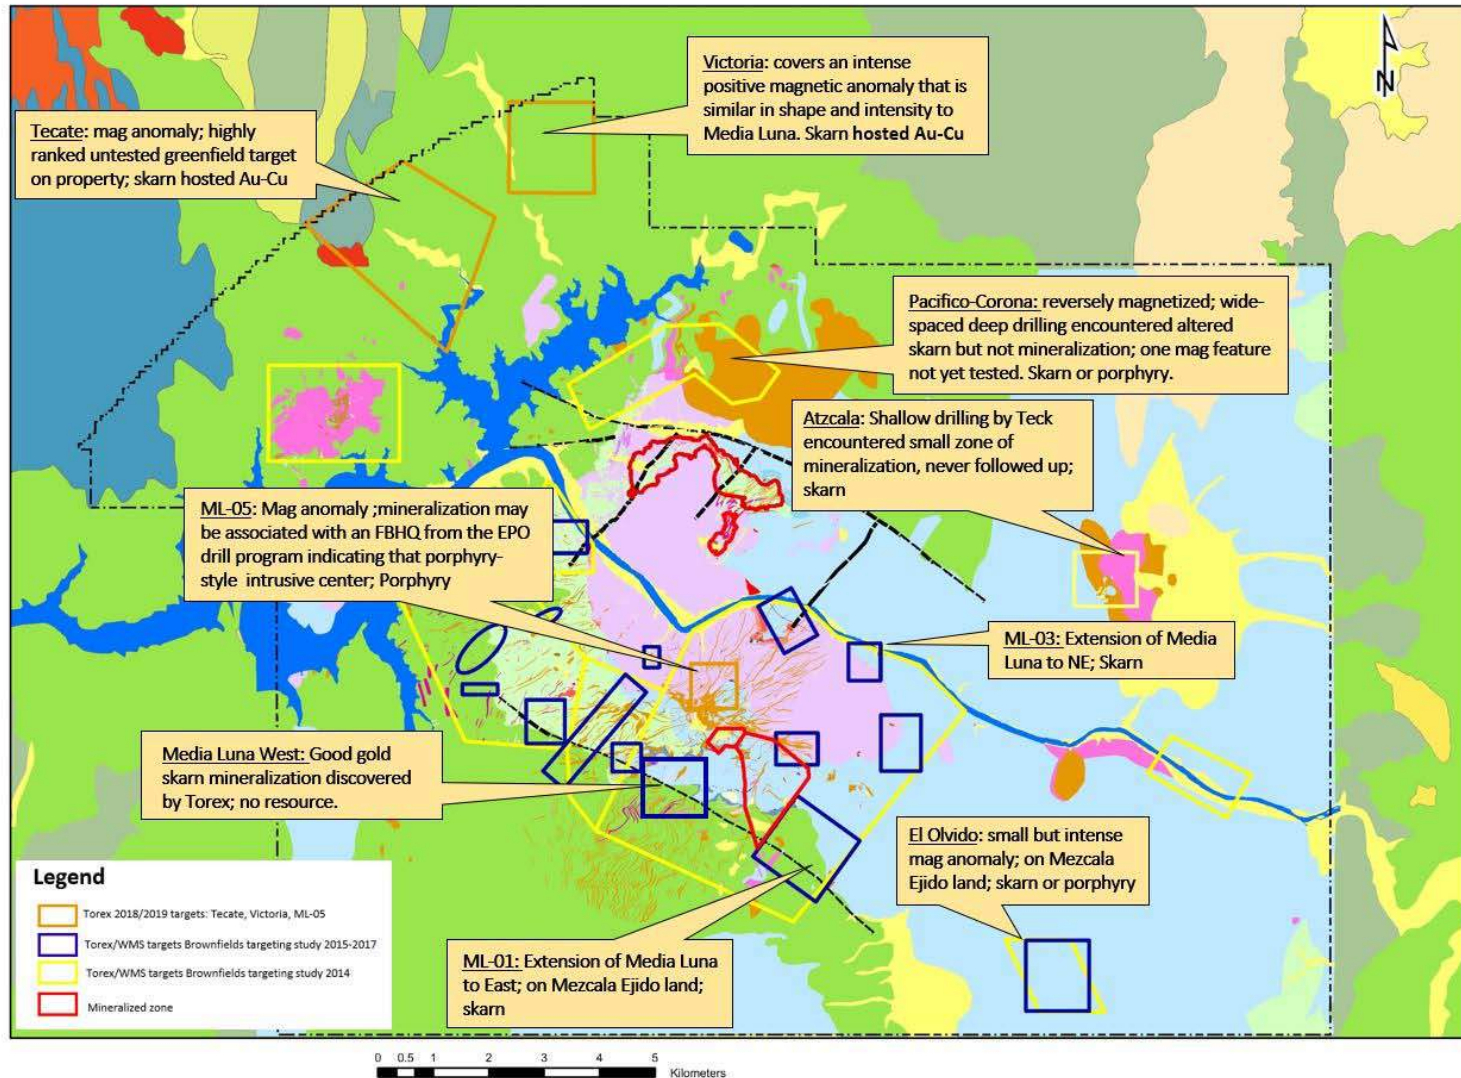 Victoria: covers an intense
positive magnetic anomaly that is
similar in shape and intensity to
Media Luna. Skarn hosted Au-Cu
N
Tecate: mag anomaly; highly
ranked untested greenfield target
on property; skarn hosted Au-Cu
Pacifico-Corona: reversely magnetized; wide-
spaced deep drilling encountered altered
skarn but not mineralization; one mag feature
not yet tested. Skarn or porphyry.
Atzcala: Shallow drilling by Teck
encountered small zone of
mineralization, never followed up;
skarn
ML-05: Mag anomaly ;mineralization may
be associated with an FBHQ from the EPO
drill program indicating that porphyry-
style intrusive center; Porphyry
ML-03: Extension of Media
Luna to NE; Skarn
Media Luna West: Good gold
skarn mineralization discovered
by Torex; no resource.
El Olvido: small but intense
mag anomaly; on Mezcala
Ejido land; skarn or porphyry
ML-01: Extension of Media Luna
to East; on Mezcala Ejido land;
skarn
Legend
Torex 2018/2019 targets: Tecate, Victoria, ML-05
Torex/WMS targets Brownfields targeting study 2015-2017
Torex/WMS targets Brownfields targeting study 2014
Mineralized zone
0 0.5 1 2 3 4 5
Kilometers